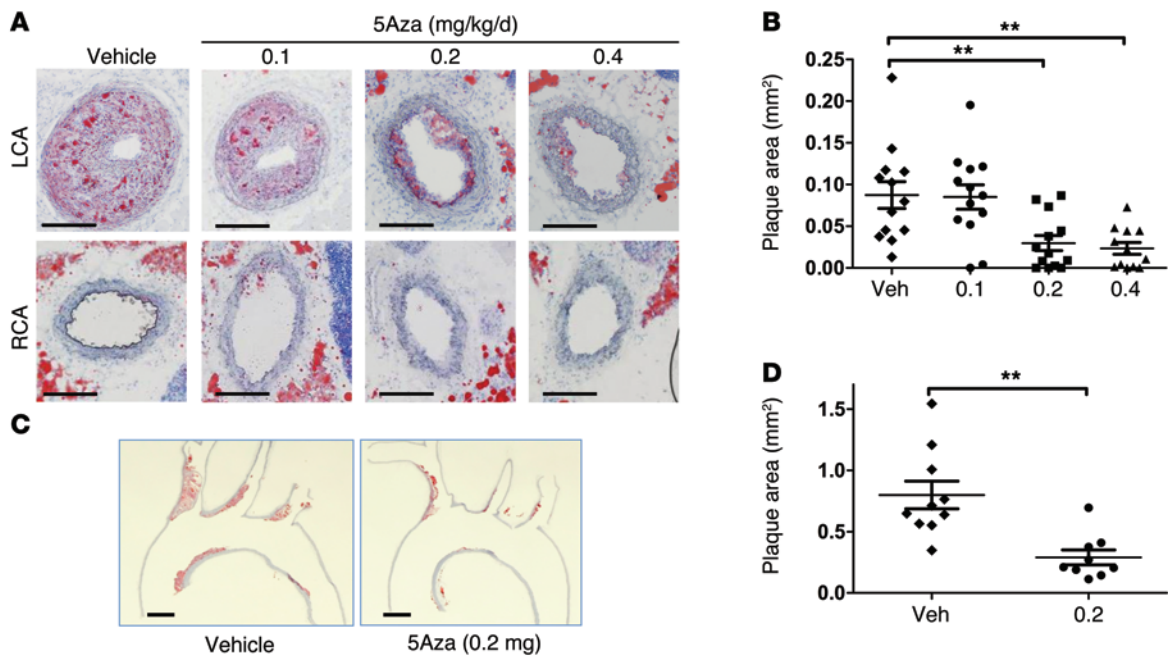 A
5Aza (mg/kg/d)
Vehicle 0.1 0.2 0.4
LCA
RCA
B
** 
**
Plaque area (mm²)
0.25
0.20
0.15
0.10
0.05
0.00
Veh 0.1 0.2 0.4
C
Vehicle 5Aza (0.2 mg)
D
**
Plaque area (mm²)
1.5
1.0
0.5
0.0
Veh 0.2